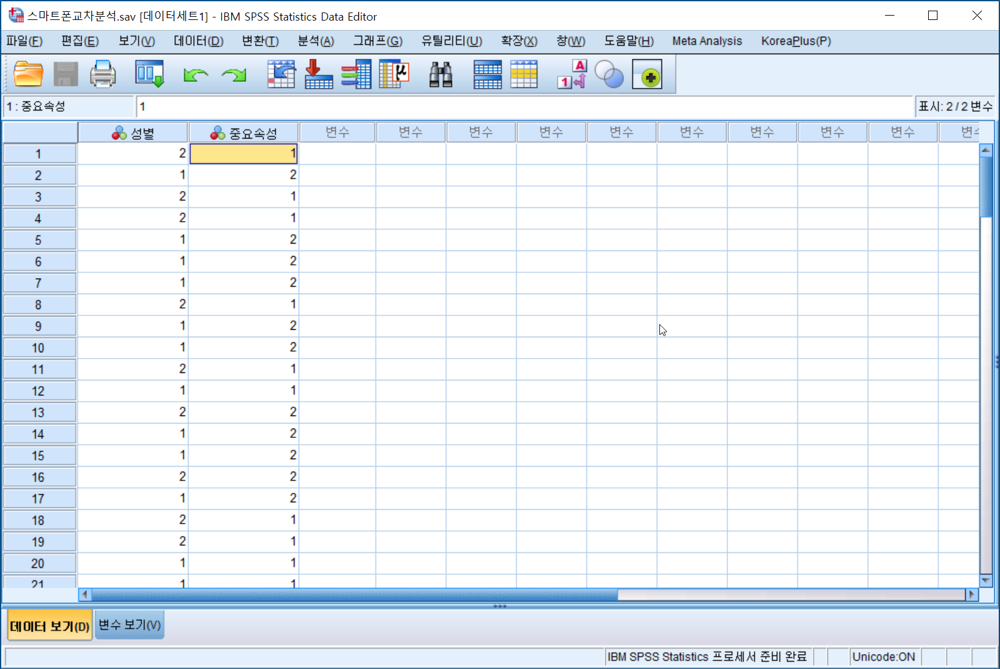 스마트폰교차분석.sav [데이터세트1] - IBM SPSS Statistics Data Editor
파일(F) 편집(E) 보기(V) 데이터(D) 변환(T) 분석(A) 그래프(G) 유틸리티(U) 확장(X) 창(W) 도움말(H) Meta Analysis KoreaPlus(P)
μ A 1
1 : 중요속성 1 표시: 2 / 2 변수
성별 중요속성 변수 변수 변수 변수 변수 변수 변수 변수 변수
1 2 1
2 1 2
3 2 1
4 2 1
5 1 2
6 1 2
7 1 2
8 2 1
9 1 2
10 1 2
11 2 1
12 1 1
13 2 2
14 1 2
15 1 2
16 2 2
17 1 2
18 2 1
19 2 1
20 1 1
21 1 1
데이터 보기(D) 변수 보기(V)
IBM SPSS Statistics 프로세서 준비 완료 Unicode:ON